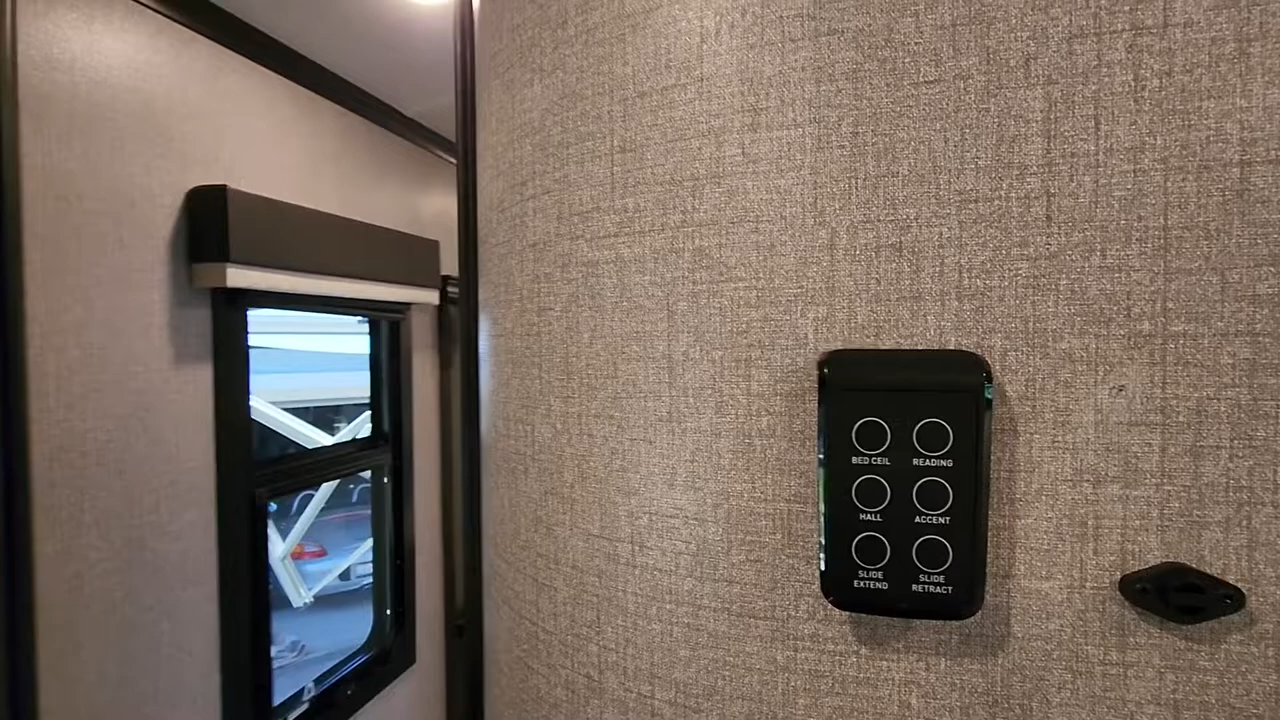 BED CEIL READING
HALL ACCENT
SLIDE SLIDE
EXTEND RETRACT